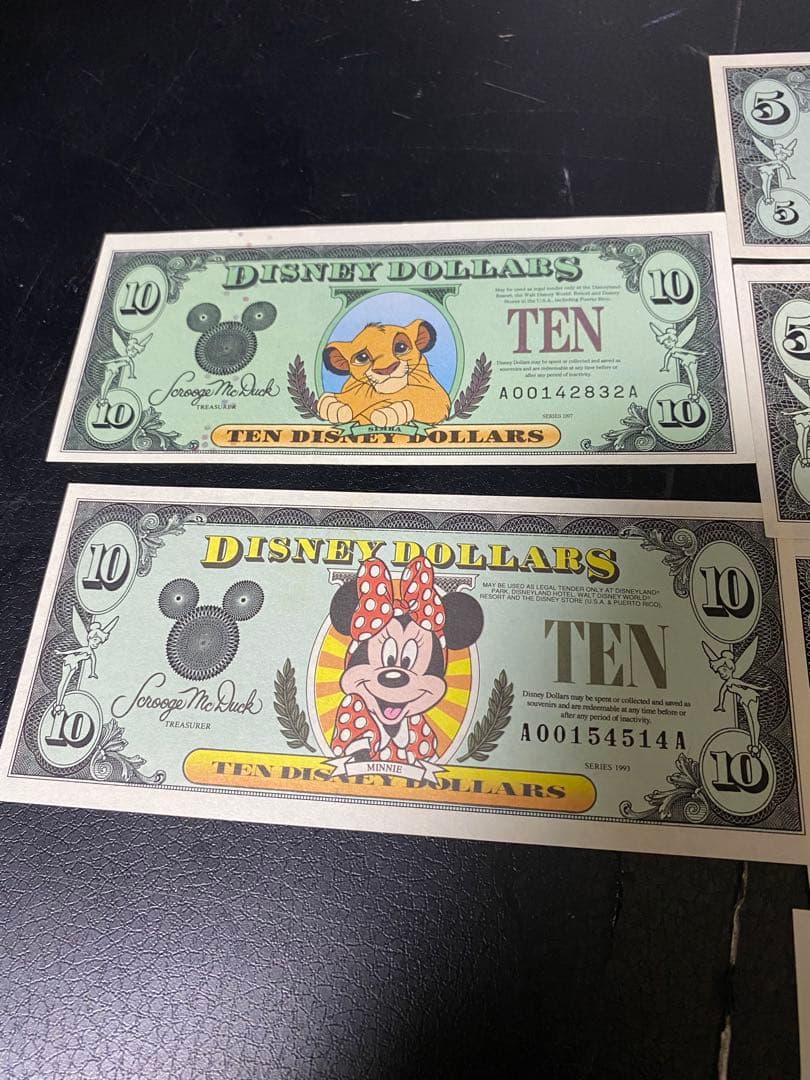 10
DISNEY DOLLARS
10
May be used as legal tender only at the Disneyland
Resort, the Walt Disney World Resort and Disney
Stores in the U.S.A., including Puerto Rico.
TEN
Disney Dollars may be spent or collected and saved as
souvenirs and are redeemable at any time before or
after any period of inactivity.
A00142832A
Scrooge McDuck
TREASURER
SERIES 1997
10
SIMBA
10
TEN DISNEY DOLLARS
10
DISNEY DOLLARS
10
MAY BE USED AS LEGAL TENDER ONLY AT DISNEYLAND®
PARK, DISNEYLAND HOTEL, WALT DISNEY WORLD®
RESORT AND THE DISNEY STORE (U.S.A. & PUERTO RICO).
TEN
Disney Dollars may be spent or collected and saved as
souvenirs and are redeemable at any time before or
after any period of inactivity.
Scrooge McDuck
TREASURER
A00154514A
SERIES 1993
10
MINNIE
10
TEN DISNEY DOLLARS
5
5
5